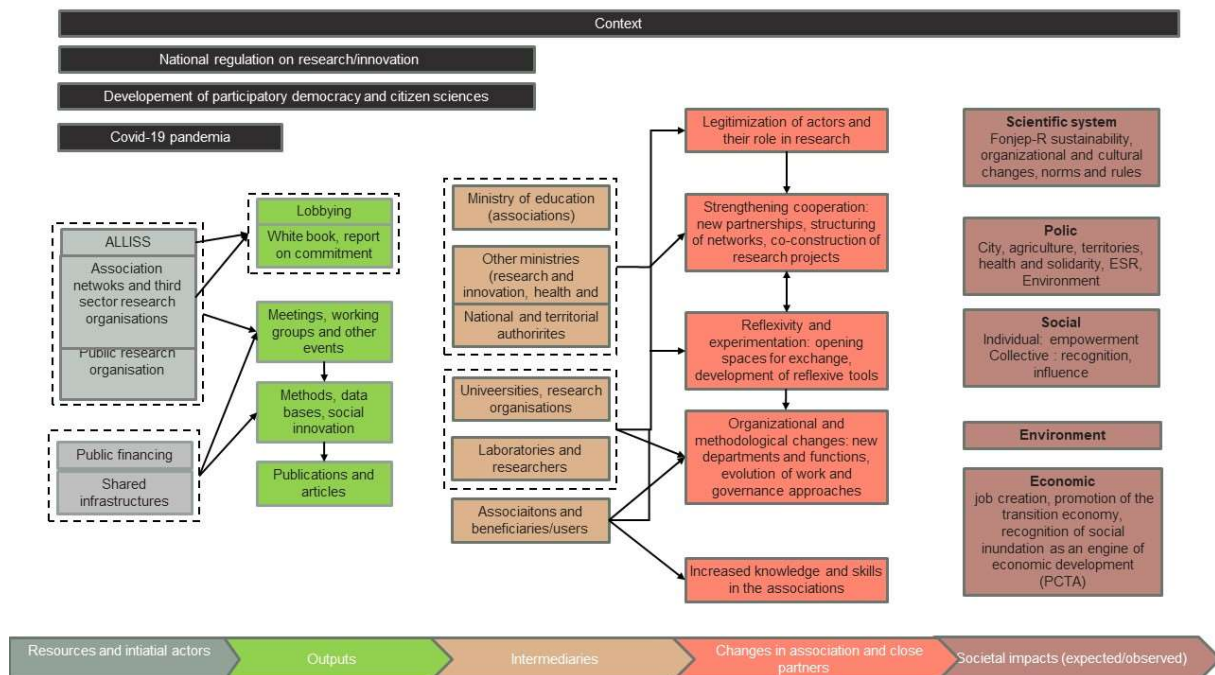 Context
National regulation on research/innovation
Developement of participatory democracy and citizen sciences
Covid-19 pandemia
ALLISS
Association
netwoks and third
sector research
organisations
Public research
organisation
Public financing
Shared
infrastructures
Lobbying
White book, report
on commitment
Meetings, working
groups and other
events
Methods, data
bases, social
innovation
Publications and
articles
Ministry of education
(associations)
Other ministries
(research and
innovation, health and
National and territorial
authorirites
Univeersities, research
organisations
Laboratories and
researchers
Associaitons and
beneficiaries/users
Legitimization of actors and
their role in research
Strengthening cooperation:
new partnerships, structuring
of networks, co-construction of
research projects
Reflexivity and
experimentation: opening
spaces for exchange,
development of reflexive tools
Organizational and
methodological changes: new
departments and functions,
evolution of work and
governance approaches
Increased knowledge and skills
in the associations
Scientific system
Fonjep-R sustainability,
organizational and cultural
changes, norms and rules
Polic
City, agriculture, territories,
health and solidarity, ESR,
Environment
Social
Individual: empowerment
Collective : recognition,
influence
Environment
Economic
job creation, promotion of the
transition economy,
recognition of social
inundation as an engine of
economic development
(PCTA)
Resources and intiatial actors
Outputs
Intermediaries
Changes in association and close
partners
Societal impacts (expected/observed)